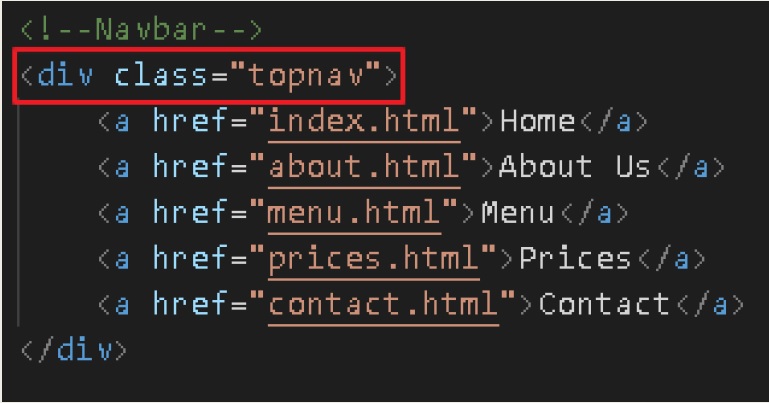 <!--Navbar-->
<div class="topnav">
<a href="index.html">Home</a>
<a href="about.html">About Us</a>
<a href="menu.html">Menu</a>
<a href="prices.html">Prices</a>
<a href="contact.html">Contact</a>
</div>